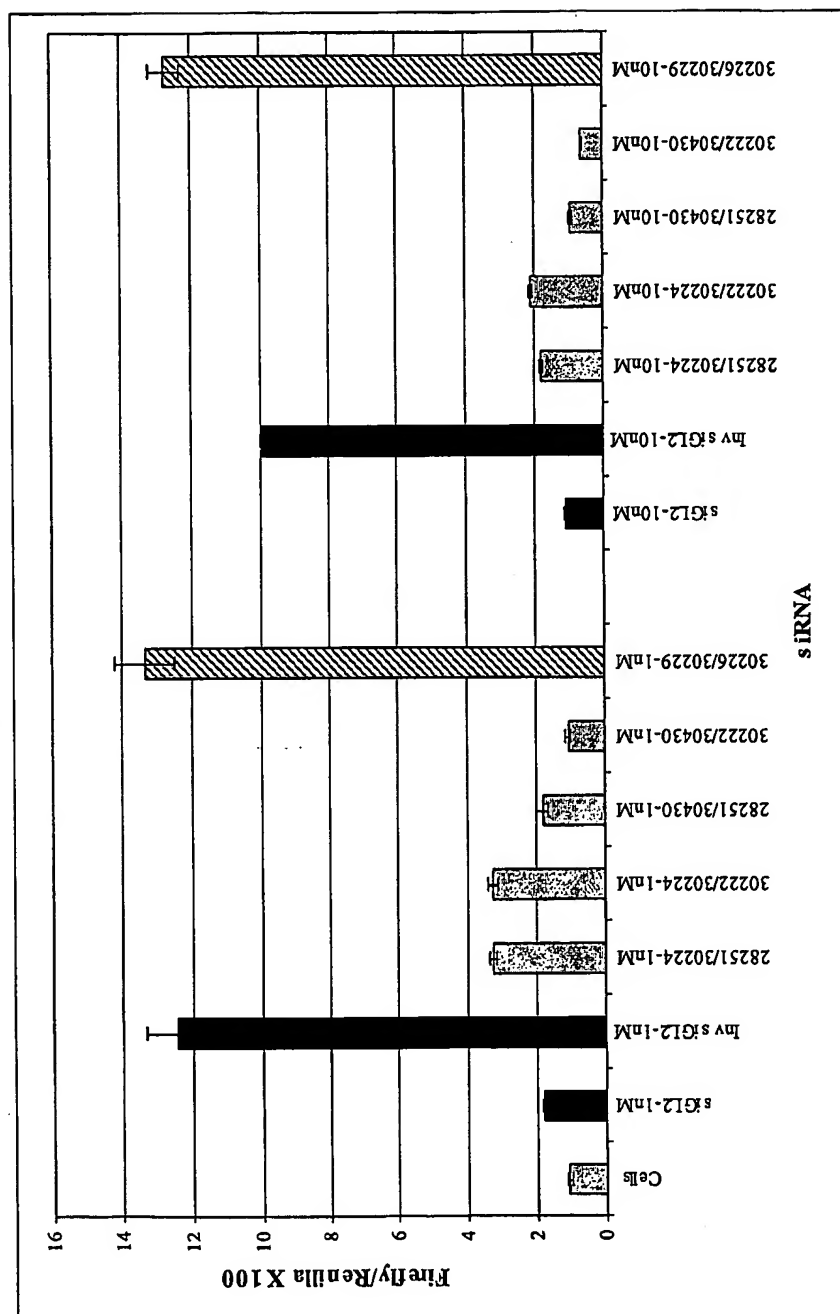 Firefly/Renilla X 100
16
14
12
10
8
6
4
2
0
Cells
siGL2-1nM
Inv siGL2-1nM
28251/30224-1nM
30222/30224-1nM
28251/30430-1nM
30222/30430-1nM
30226/30229-1nM
siGL2-10nM
Inv siGL2-10nM
28251/30224-10nM
30222/30224-10nM
28251/30430-10nM
30222/30430-10nM
30226/30229-10nM
siRNA